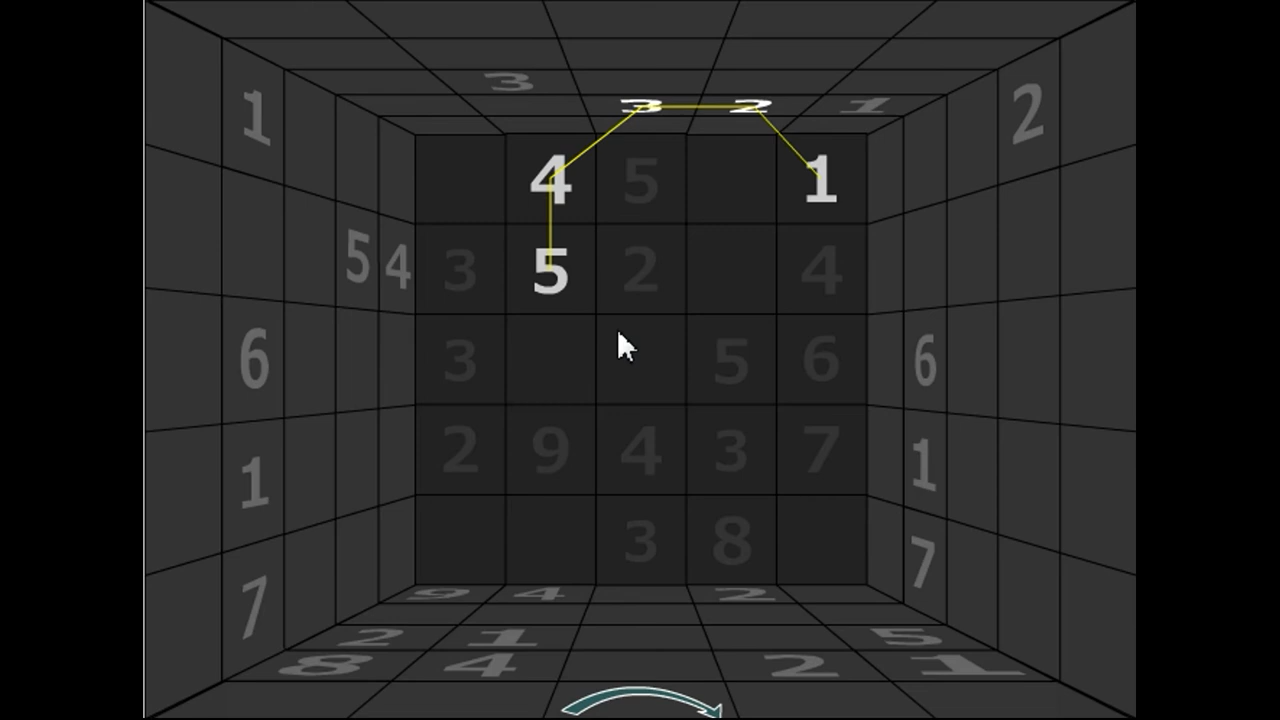 3
3 2 1
1 2
4 5 1
5 4 3 5 2 4
6 3 5 6 6
1 2 9 4 3 7 1
3 8 7
9 4 2
7 2 1 5
8 4 2 1